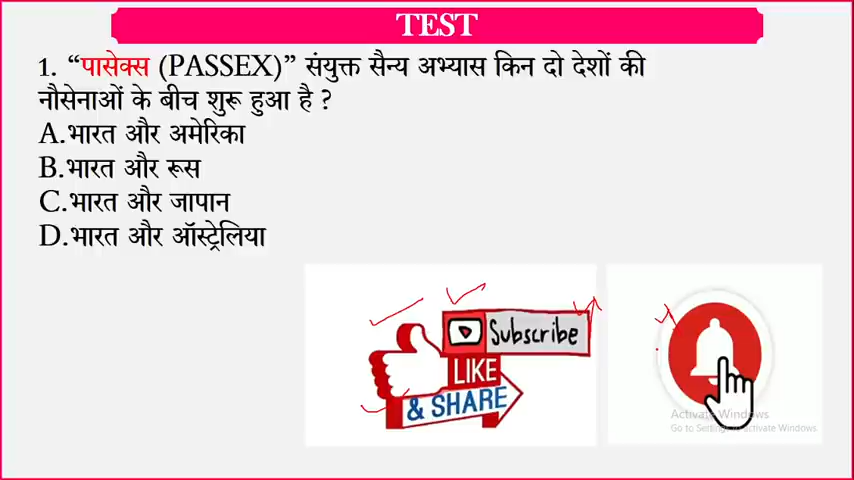 TEST
1. “पासेक्स (PASSEX)” संयुक्त सैन्य अभ्यास किन दो देशों की
नौसेनाओं के बीच शुरू हुआ है ?
A.भारत और अमेरिका
B.भारत और रूस
C.भारत और जापान
D.भारत और ऑस्ट्रेलिया
Subscribe
LIKE
& SHARE
Activate Windows
Go to Settings to activate Windows.